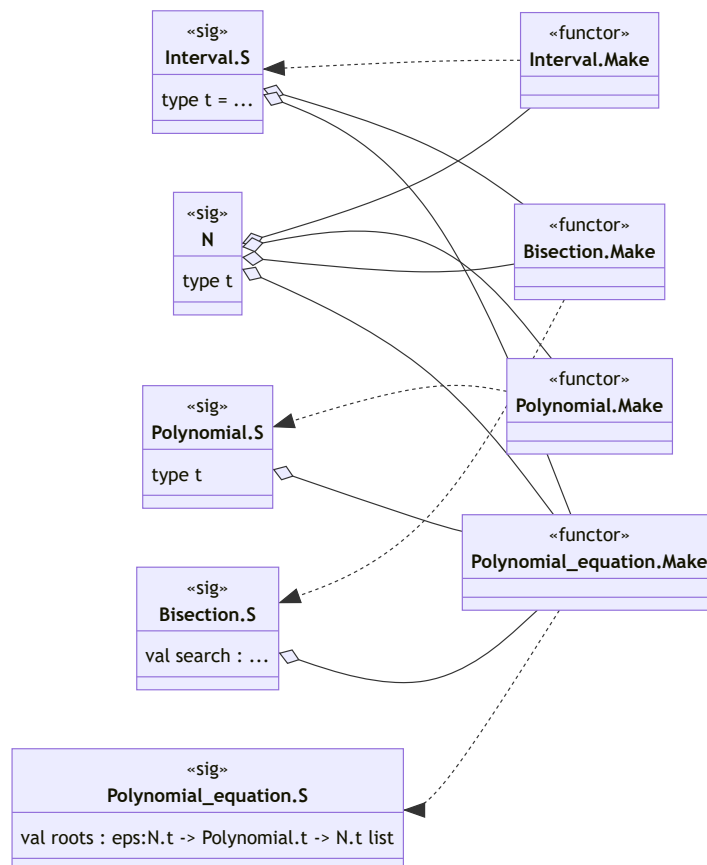 «sig»
Interval.S
type t = ...
«functor»
Interval.Make
«sig»
N
type t
«functor»
Bisection.Make
«sig»
Polynomial.S
type t
«functor»
Polynomial.Make
«functor»
Polynomial_equation.Make
«sig»
Bisection.S
val search : ...
«sig»
Polynomial_equation.S
val roots : eps:N.t -> Polynomial.t -> N.t list